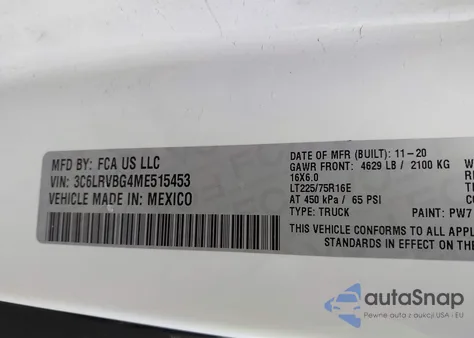 MFD BY: FCA US LLC
VIN: 3C6LRVBG4ME515453
VEHICLE MADE IN: MEXICO
DATE OF MFR (BUILT): 11-20
GAWR FRONT: 4629 LB / 2100 KG
16X6.0
LT225/75R16E
AT 450 kPa / 65 PSI
TYPE: TRUCK PAINT: PW7
THIS VEHICLE CONFORMS TO ALL AP
STANDARDS IN EFFECT ON THE
autoSnap
Pewne auta z aukcji USA - EU